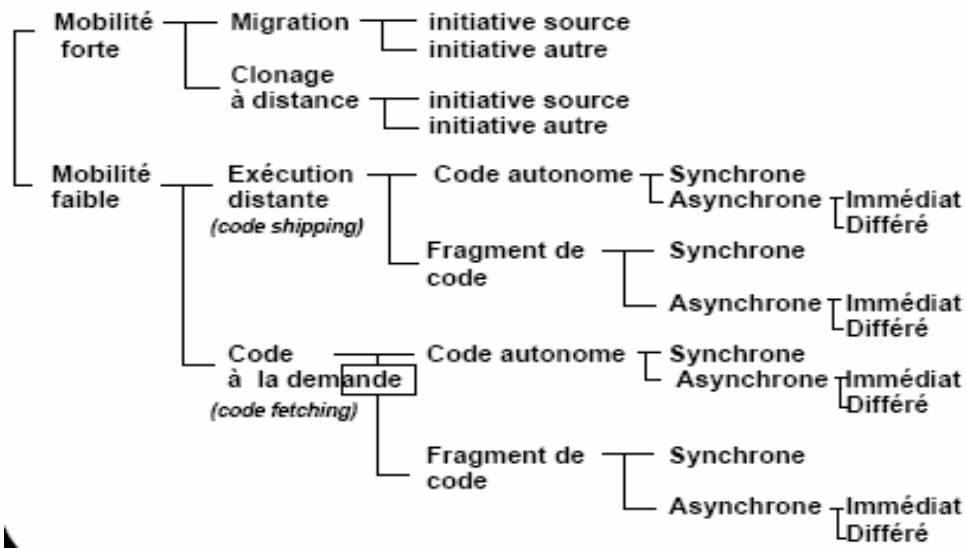 Mobilité Migration initiative source
forte initiative autre
Clonage
à distance initiative source
initiative autre
Mobilité Exécution Code autonome Synchrone
faible distante Asynchrone Immédiat
(code shipping) Différé
Fragment de Synchrone
code
Asynchrone Immédiat
Différé
Code Code autonome Synchrone
à la demande Asynchrone Immédiat
(code fetching) Différé
Fragment de Synchrone
code
Asynchrone Immédiat
Différé